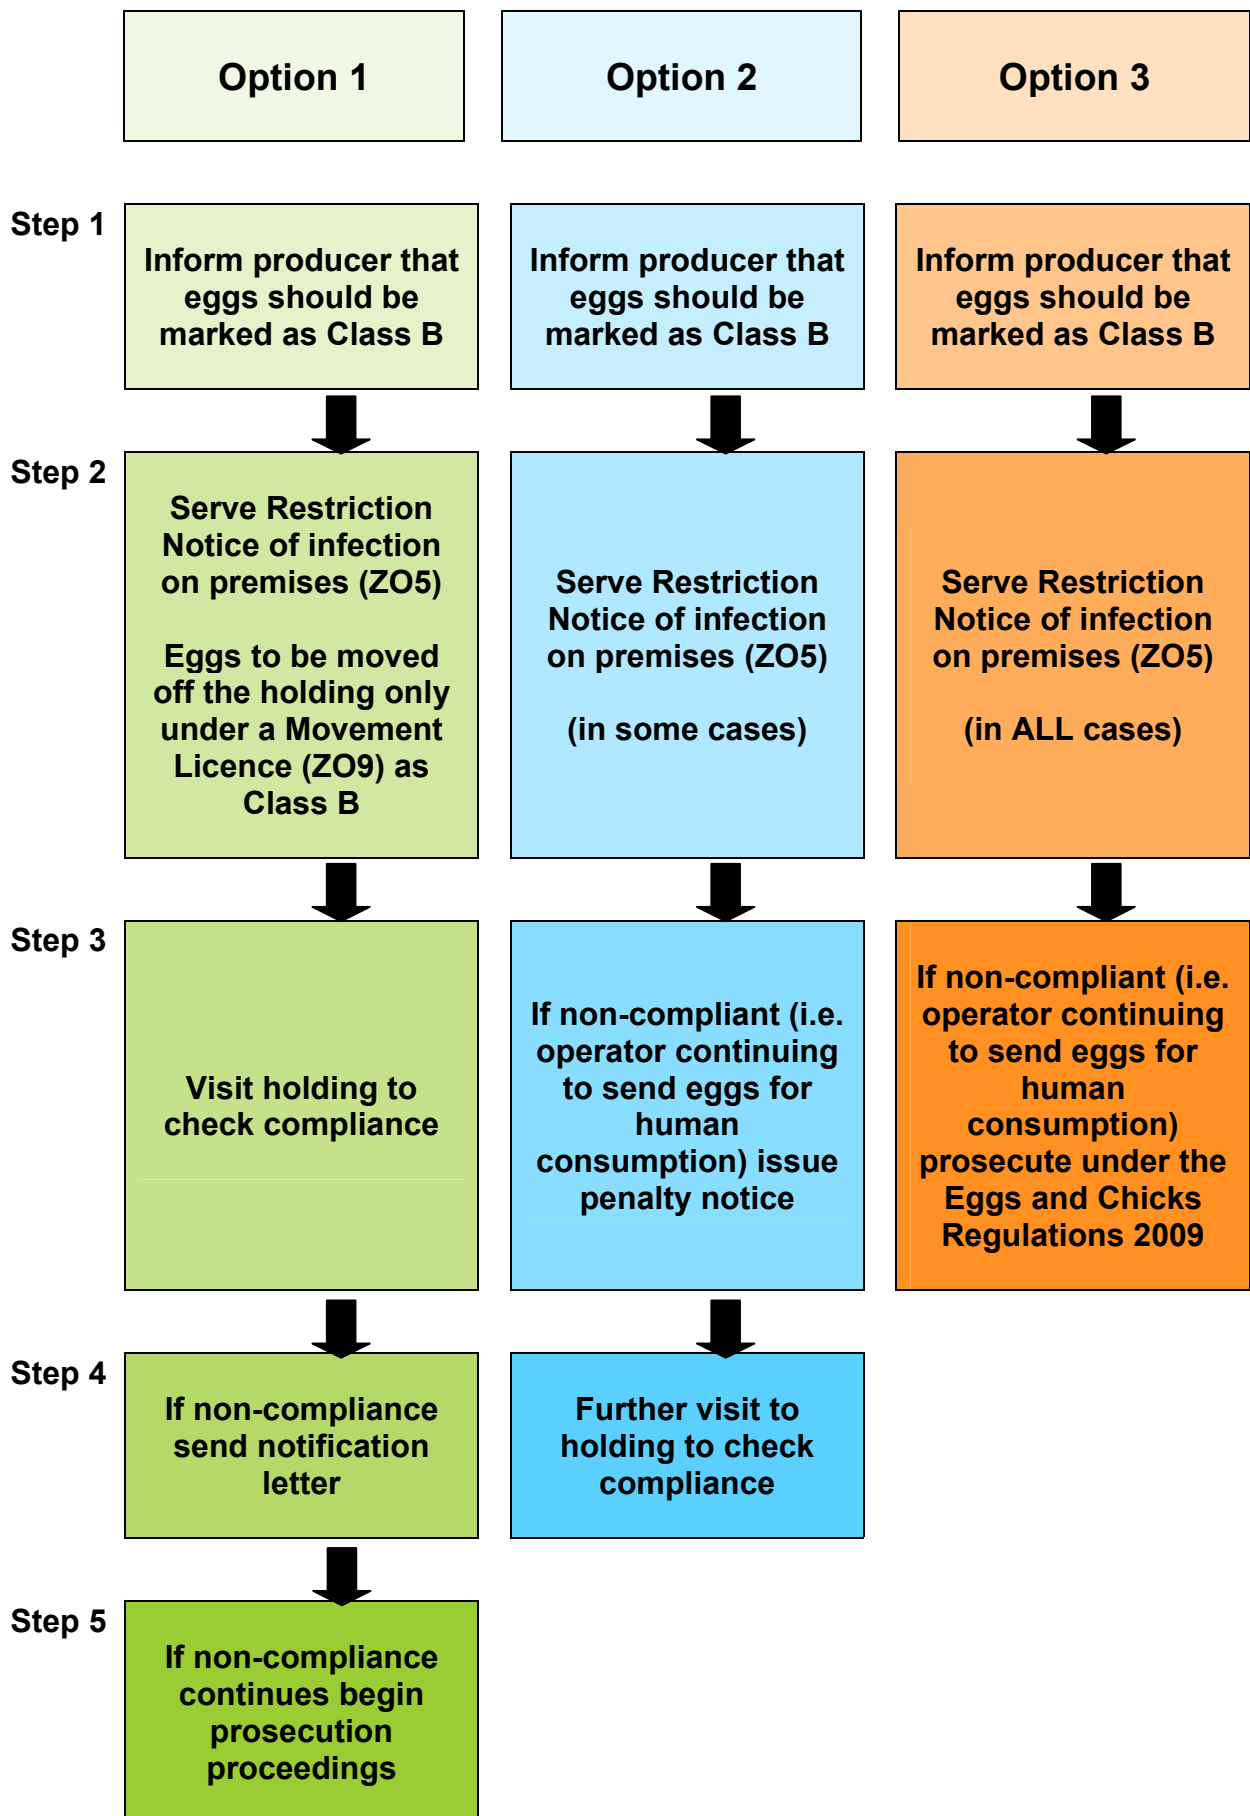 Option 1
Option 2
Option 3
Step 1
Inform producer that
eggs should be
marked as Class B
Inform producer that
eggs should be
marked as Class B
Inform producer that
eggs should be
marked as Class B
Step 2
Serve Restriction
Notice of infection
on premises (ZO5)
Eggs to be moved
off the holding only
under a Movement
Licence (ZO9) as
Class B
Serve Restriction
Notice of infection
on premises (ZO5)
(in some cases)
Serve Restriction
Notice of infection
on premises (ZO5)
(in ALL cases)
Step 3
Visit holding to
check compliance
If non-compliant (i.e.
operator continuing
to send eggs for
human
consumption) issue
penalty notice
If non-compliant (i.e.
operator continuing
to send eggs for
human
consumption)
prosecute under the
Eggs and Chicks
Regulations 2009
Step 4
If non-compliance
send notification
letter
Further visit to
holding to check
compliance
Step 5
If non-compliance
continues begin
prosecution
proceedings